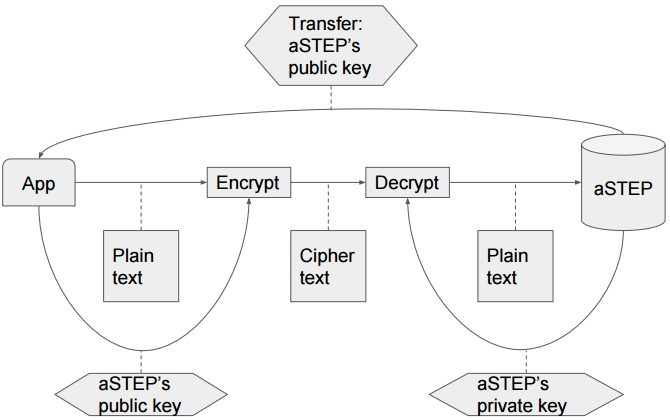 Transfer:
aSTEP's
public key
App
Encrypt
Decrypt
aSTEP
Plain
text
Cipher
text
Plain
text
aSTEP's
public key
aSTEP's
private key